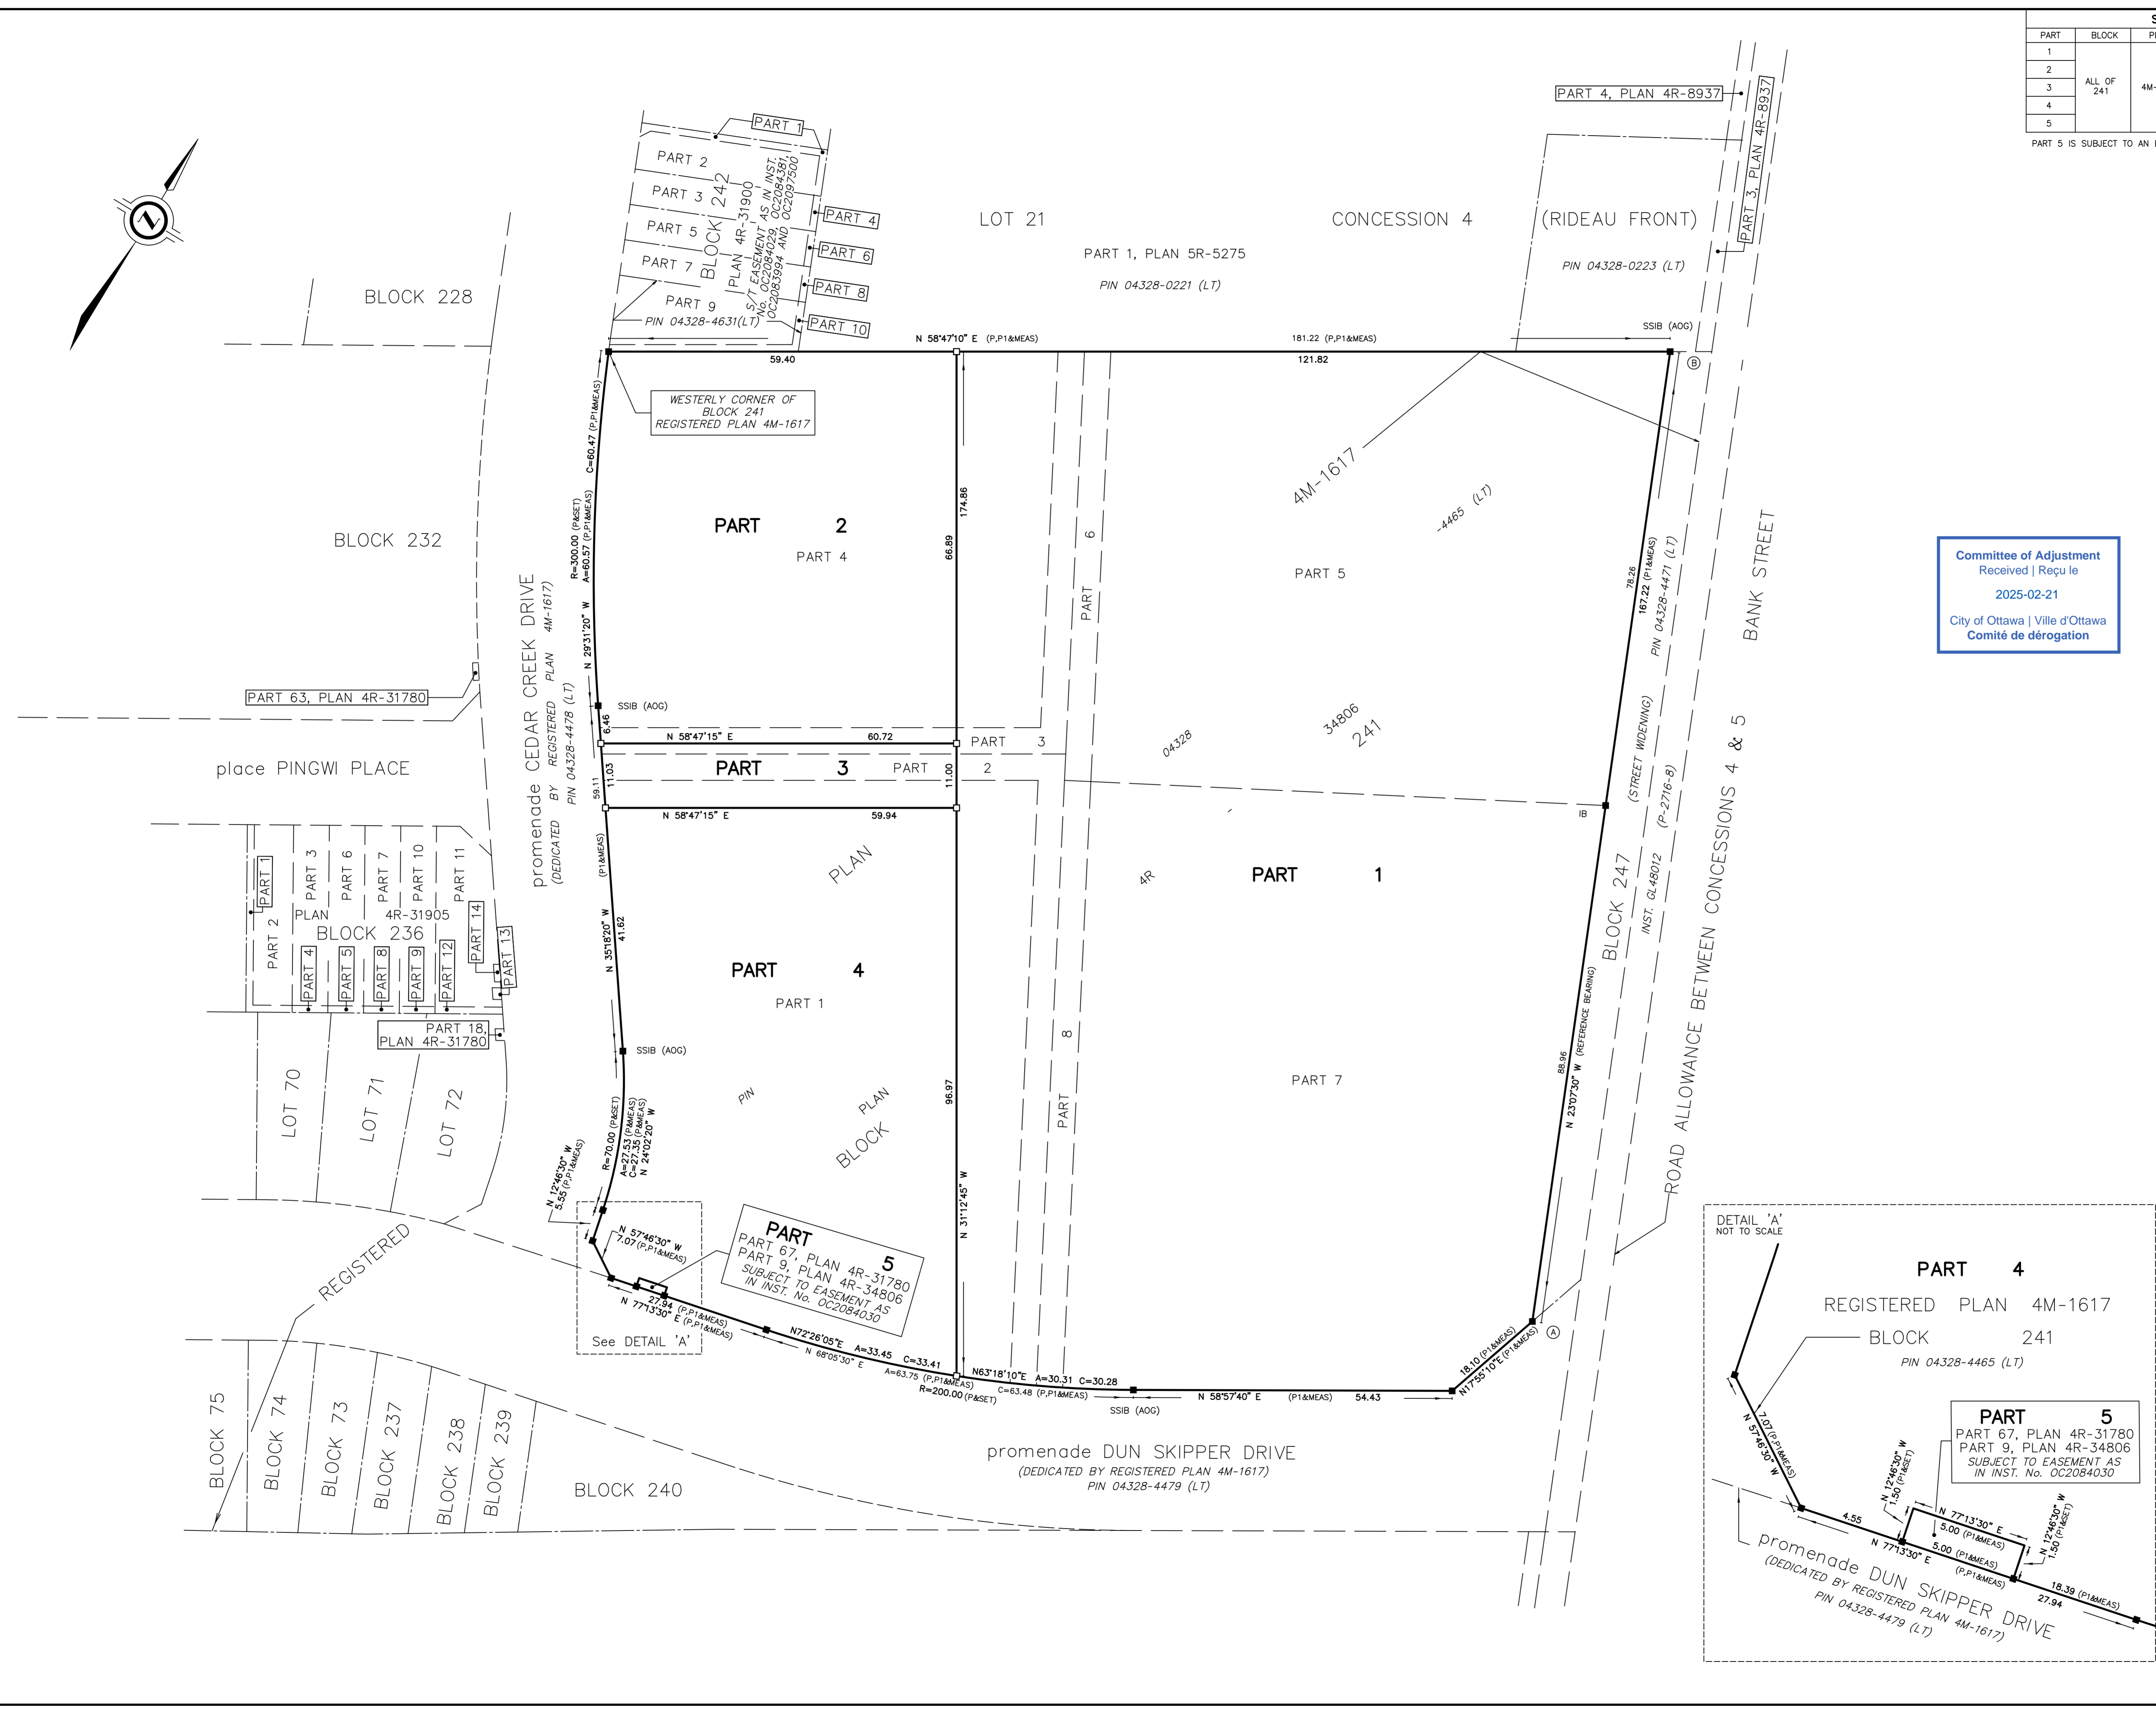 S
PART BLOCK P
1
2
3
4
5
ALL OF
241
4M-
PART 5 IS SUBJECT TO AN
PART 4, PLAN 4R-8937
PART 3, PLAN 4R-8937
PART 1
PART 2
PART 3
PART 5
PART 7
PART 9
BLOCK 242
PLAN 4R-31900
S/T EASEMENT AS IN INST.
No. OC2084029, OC2084381,
OC2083994 AND OC2097500
PIN 04328-4631(LT)
PART 4
PART 6
PART 8
PART 10
LOT 21
CONCESSION 4
(RIDEAU FRONT)
PART 1, PLAN 5R-5275
PIN 04328-0221 (LT)
PIN 04328-0223 (LT)
BLOCK 228
BLOCK 232
N 58°47'10" E (P,P1&MEAS)
181.22 (P,P1&MEAS)
SSIB (AOG)
59.40
121.82
B
WESTERLY CORNER OF
BLOCK 241
REGISTERED PLAN 4M-1617
C=60.47 (P,P1&MEAS)
R=300.00 (P&SET)
A=60.57 (P,P1&MEAS)
N 29°31'20" W
174.86
66.89
PART 2
PART 4
PART 6
PART 5
4M-1617
-4465 (LT)
78.26
167.22 (P1&MEAS)
PIN 04328-4471 (LT)
BANK STREET
Committee of Adjustment
Received | Reçu le
2025-02-21
City of Ottawa | Ville d'Ottawa
Comité de dérogation
promenade CEDAR CREEK DRIVE
(DEDICATED BY REGISTERED PLAN 4M-1617)
PIN 04328-4478 (LT)
PART 63, PLAN 4R-31780
SSIB (AOG)
6.46
N 58°47'15" E 60.72
PART 3
34806
241
04328
place PINGWI PLACE
PART 3
PART 2
11.03
11.00
59.11
(P1&MEAS)
N 58°47'15" E 59.94
IB
(STREET WIDENING)
(P-2716-8)
BLOCK 247
INST. GL48012
ROAD ALLOWANCE BETWEEN CONCESSIONS 4 & 5
PLAN
4R
PART 1
PART 1
PART 2
PART 3
PART 6
PART 7
PART 10
PART 11
PLAN 4R-31905
BLOCK 236
PART 4
PART 5
PART 8
PART 9
PART 12
PART 14
PART 13
PART 18,
PLAN 4R-31780
N 35°18'20" W
41.62
PART 4
PART 1
SSIB (AOG)
PART 8
PART 7
88.96
N 23°07'30" W (REFERENCE BEARING)
LOT 70
LOT 71
LOT 72
PIN
PLAN
BLOCK
96.97
N 31°12'45" W
R=70.00 (P&SET)
A=27.53 (P&MEAS)
C=27.35 (P&MEAS)
N 24°02'20" W
N 12°46'30" W
5.55 (P,P1&MEAS)
N 57°46'30" W
7.07 (P,P1&MEAS)
PART 5
PART 67, PLAN 4R-31780
PART 9, PLAN 4R-34806
SUBJECT TO EASEMENT AS
IN INST. No. OC2084030
27.94 (P,P1&MEAS)
N 77°13'30" E (P,P1&MEAS)
See DETAIL 'A'
N72°26'05"E A=33.45 C=33.41
N 68°05'30" E
A=63.75 (P,P1&MEAS)
C=63.48 (P,P1&MEAS)
R=200.00 (P&SET)
N63°18'10"E A=30.31 C=30.28
SSIB (AOG)
N 58°57'40" E (P1&MEAS) 54.43
18.10 (P1&MEAS)
N17°55'10"E (P1&MEAS)
A
REGISTERED
BLOCK 75
BLOCK 74
BLOCK 73
BLOCK 237
BLOCK 238
BLOCK 239
BLOCK 240
promenade DUN SKIPPER DRIVE
(DEDICATED BY REGISTERED PLAN 4M-1617)
PIN 04328-4479 (LT)
DETAIL 'A'
NOT TO SCALE
PART 4
REGISTERED PLAN 4M-1617
BLOCK 241
PIN 04328-4465 (LT)
PART 5
PART 67, PLAN 4R-31780
PART 9, PLAN 4R-34806
SUBJECT TO EASEMENT AS
IN INST. No. OC2084030
7.07 (P,P1&MEAS)
N 57°46'30" W
N 12°46'30" W
1.50 (P1&SET)
N 77°13'30" E
5.00 (P1&MEAS)
N 12°46'30" W
1.50 (P1&SET)
4.55
5.00 (P1&MEAS)
N 77°13'30" E
(P,P1&MEAS)
18.39 (P1&MEAS)
27.94
promenade DUN SKIPPER DRIVE
(DEDICATED BY REGISTERED PLAN 4M-1617)
PIN 04328-4479 (LT)